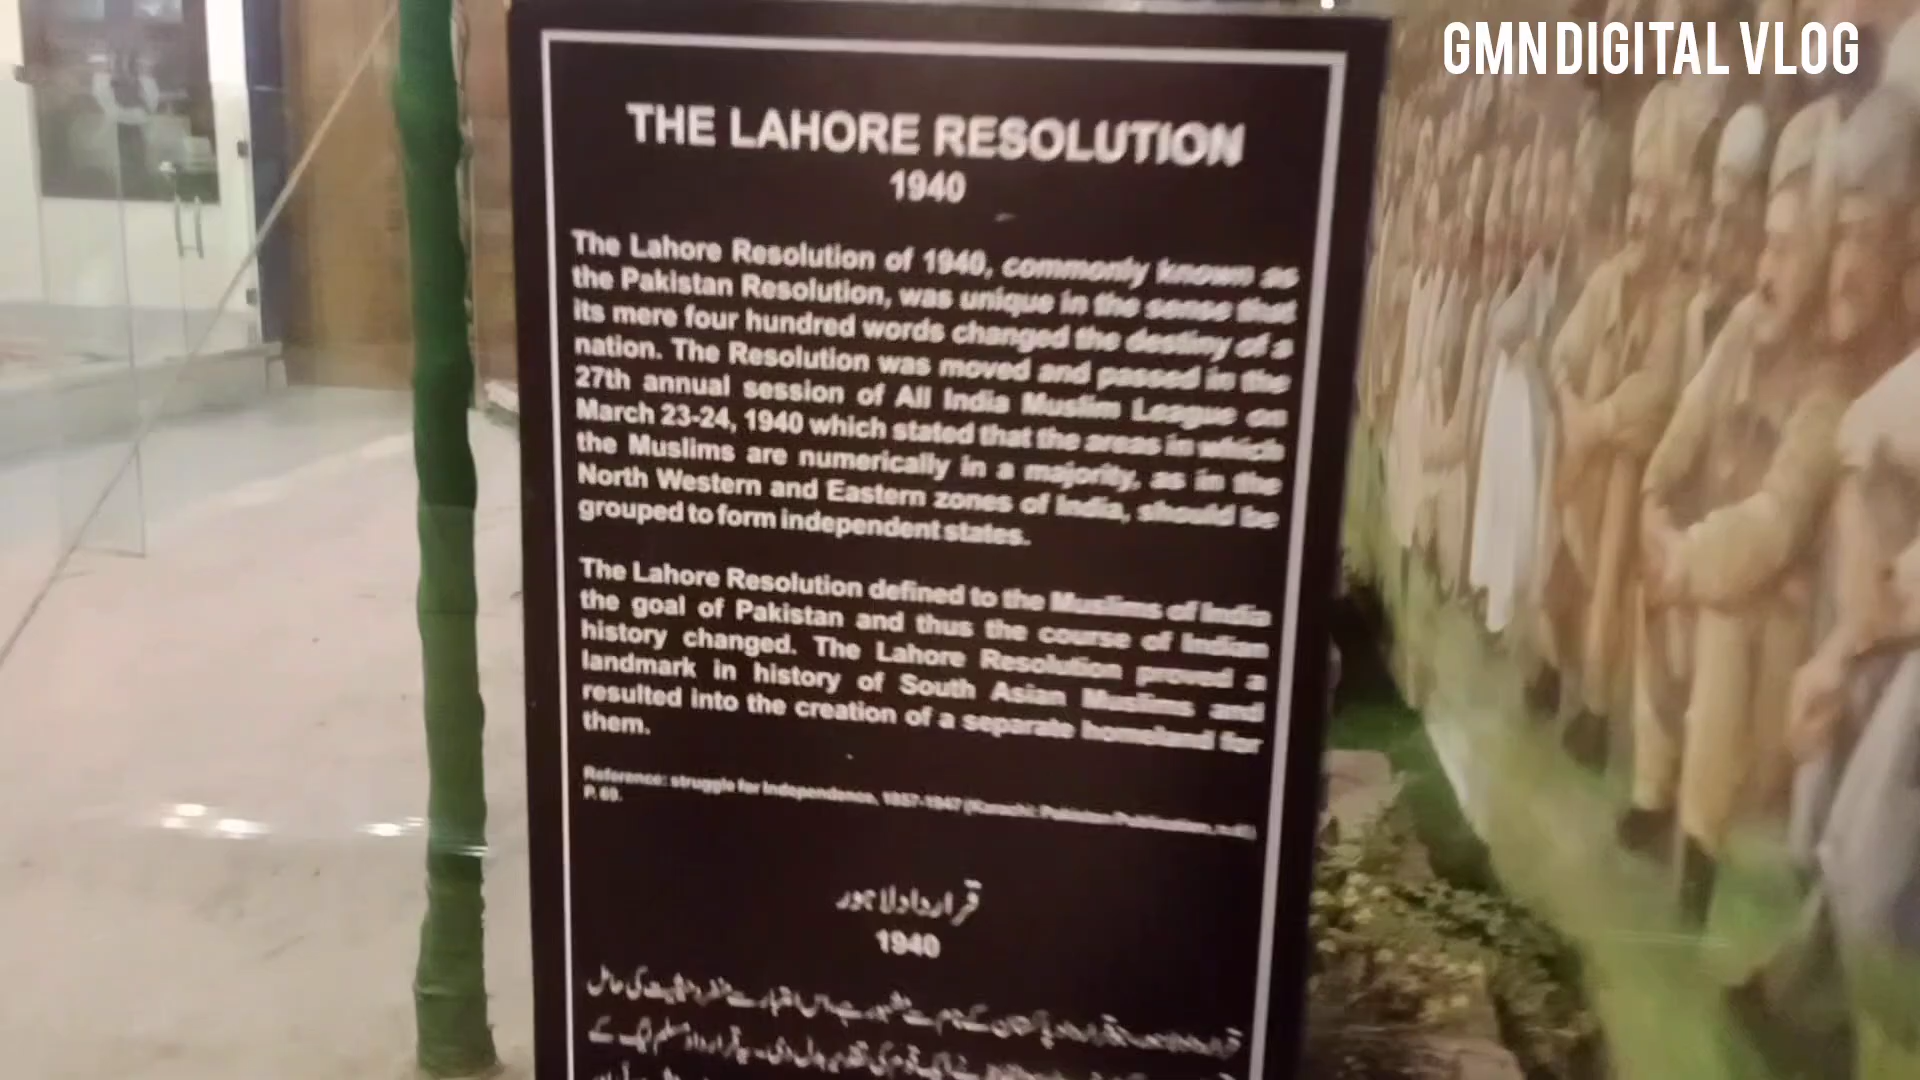 GMN DIGITAL VLOG
THE LAHORE RESOLUTION
1940
The Lahore Resolution of 1940, commonly known as
the Pakistan Resolution, was unique in the sense that
its mere four hundred words changed the destiny of a
nation. The Resolution was moved and passed in the
27th annual session of All India Muslim League on
March 23-24, 1940 which stated that the areas in which
the Muslims are numerically in a majority, as in the
North Western and Eastern zones of India, should be
grouped to form independent states.
The Lahore Resolution defined to the Muslims of India
the goal of Pakistan and thus the course of Indian
history changed. The Lahore Resolution proved a
landmark in history of South Asian Muslims and
resulted into the creation of a separate homeland for
them.
Reference: struggle for Independence, 1857-1947 (Karachi: Pakistan Publication,
P. 69.
قرارداد لاہور
1940